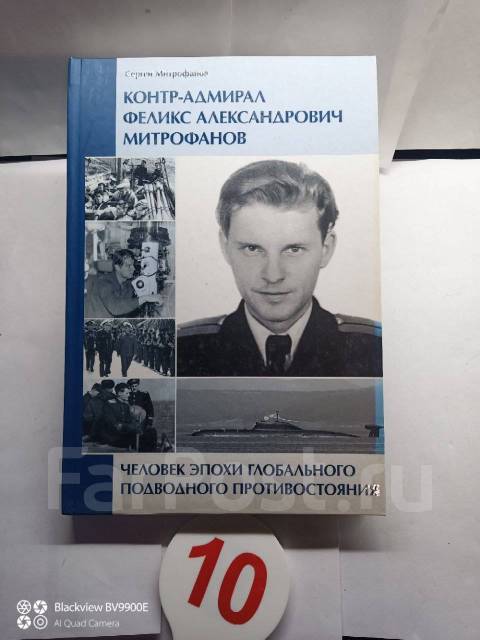 Сергей Митрофанов
КОНТР-АДМИРАЛ
ФЕЛИКС АЛЕКСАНДРОВИЧ
МИТРОФАНОВ
ЧЕЛОВЕК ЭПОХИ ГЛОБАЛЬНОГО
ПОДВОДНОГО ПРОТИВОСТОЯНИЯ
FarPost.ru
10
Blackview BV9900E
AI Quad Camera